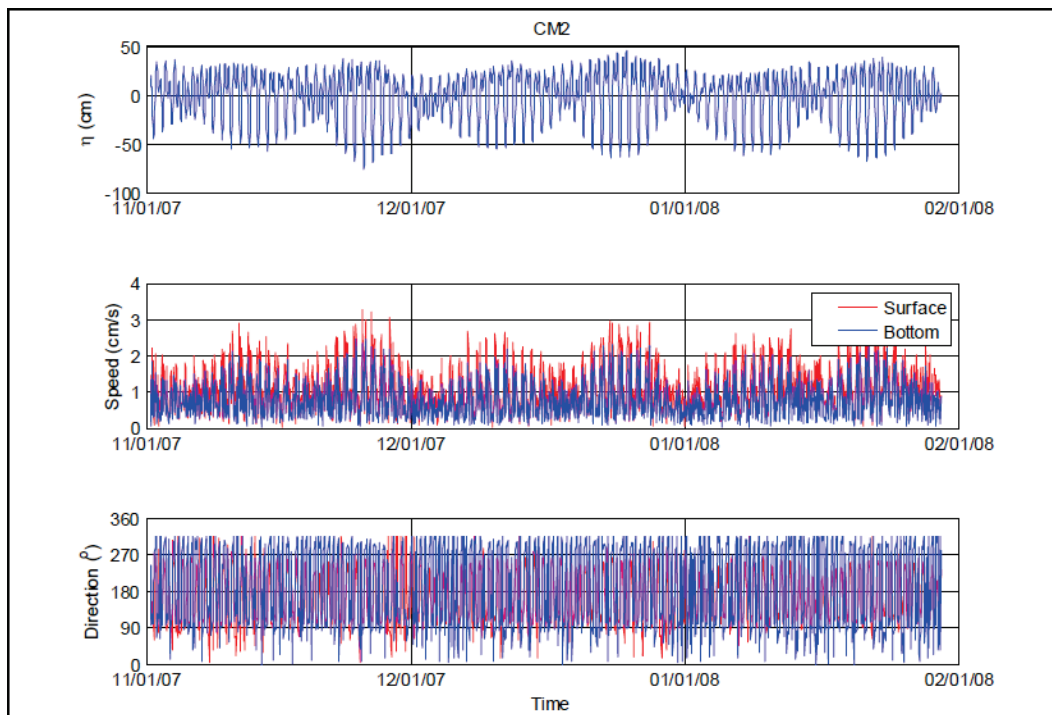 CM2
50
0
-50
-100
η (cm)
11/01/07 12/01/07 01/01/08 02/01/08
4
3
2
1
0
Speed (cm/s)
Surface
Bottom
11/01/07 12/01/07 01/01/08 02/01/08
360
270
180
90
0
Direction (°)
11/01/07 12/01/07 01/01/08 02/01/08
Time